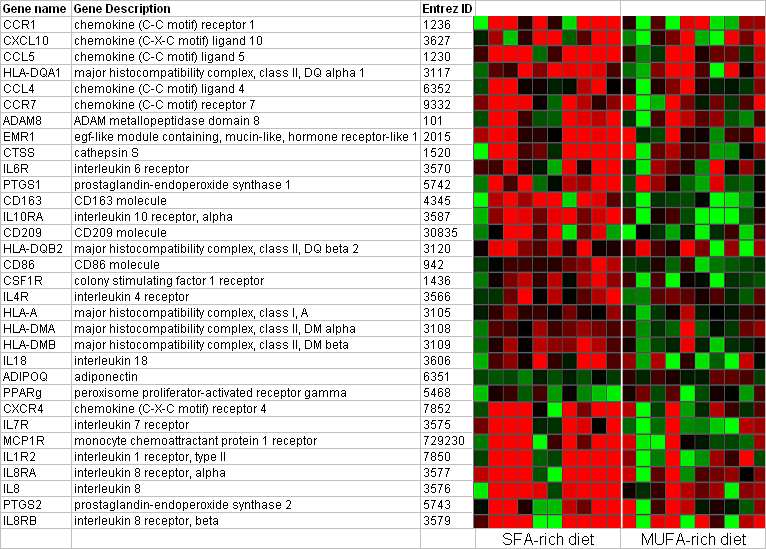 Gene name Gene Description Entrez ID
CCR1 chemokine (C-C motif) receptor 1 1236
CXCL10 chemokine (C-X-C motif) ligand 10 3627
CCL5 chemokine (C-C motif) ligand 5 1230
HLA-DQA1 major histocompatibility complex, class II, DQ alpha 1 3117
CCL4 chemokine (C-C motif) ligand 4 6352
CCR7 chemokine (C-C motif) receptor 7 9332
ADAM8 ADAM metallopeptidase domain 8 101
EMR1 egf-like module containing, mucin-like, hormone receptor-like 1 2015
CTSS cathepsin S 1520
IL6R interleukin 6 receptor 3570
PTGS1 prostaglandin-endoperoxide synthase 1 5742
CD163 CD163 molecule 4345
IL10RA interleukin 10 receptor, alpha 3587
CD209 CD209 molecule 30835
HLA-DQB2 major histocompatibility complex, class II, DQ beta 2 3120
CD86 CD86 molecule 942
CSF1R colony stimulating factor 1 receptor 1436
IL4R interleukin 4 receptor 3566
HLA-A major histocompatibility complex, class I, A 3105
HLA-DMA major histocompatibility complex, class II, DM alpha 3108
HLA-DMB major histocompatibility complex, class II, DM beta 3109
IL18 interleukin 18 3606
ADIPOQ adiponectin 6351
PPARg peroxisome proliferator-activated receptor gamma 5468
CXCR4 chemokine (C-X-C motif) receptor 4 7852
IL7R interleukin 7 receptor 3575
MCP1R monocyte chemoattractant protein 1 receptor 729230
IL1R2 interleukin 1 receptor, type II 7850
IL8RA interleukin 8 receptor, alpha 3577
IL8 interleukin 8 3576
PTGS2 prostaglandin-endoperoxide synthase 2 5743
IL8RB interleukin 8 receptor, beta 3579
SFA-rich diet MUFA-rich diet